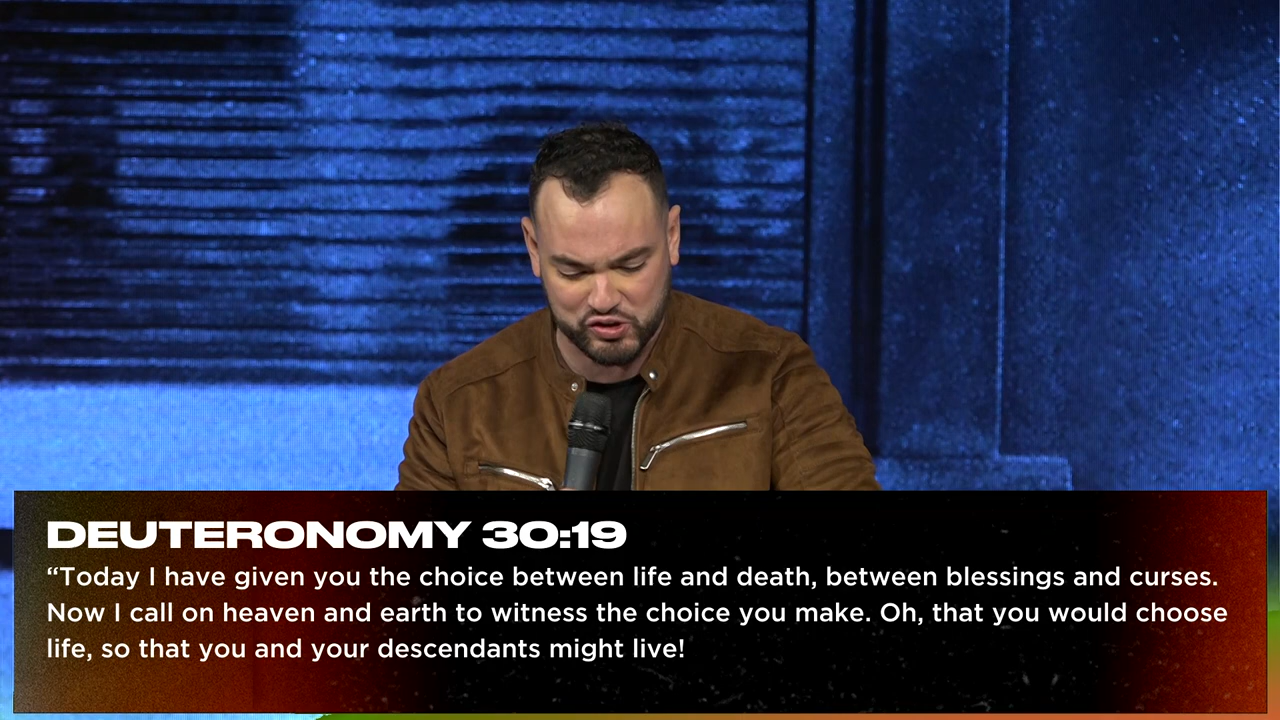 DEUTERONOMY 30:19
“Today I have given you the choice between life and death, between blessings and curses.
Now I call on heaven and earth to witness the choice you make. Oh, that you would choose
life, so that you and your descendants might live!